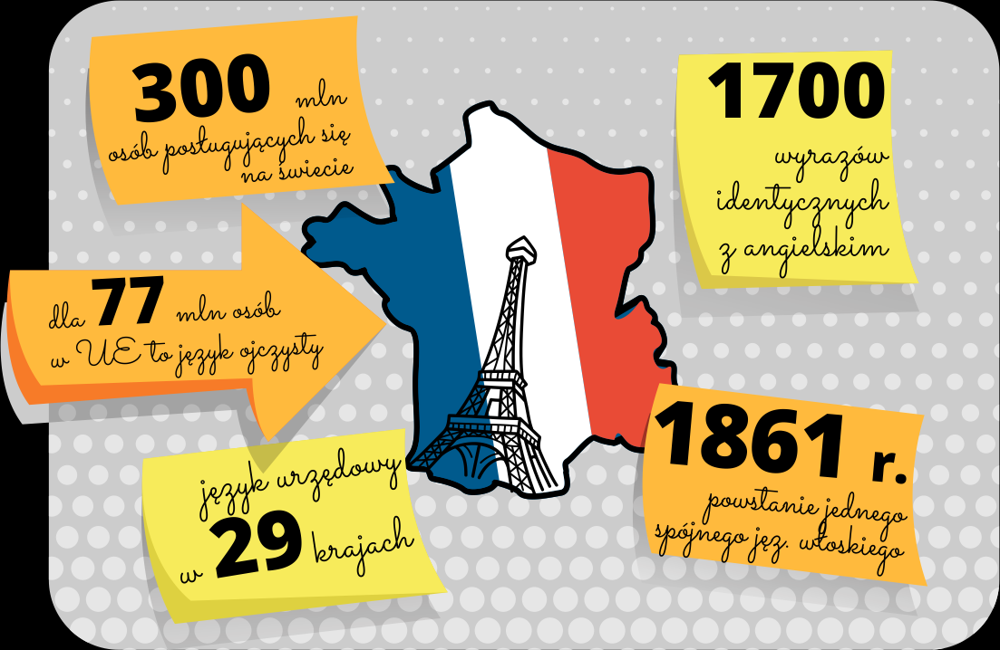 300 mln
osób posługujących się
na świecie
1700
wyrazów
identycznych
z angielskim
dla 77 mln osób
w UE to język ojczysty
język urzędowy
w 29 krajach
1861 r.
powstanie jednego
spójnego jęz. włoskiego